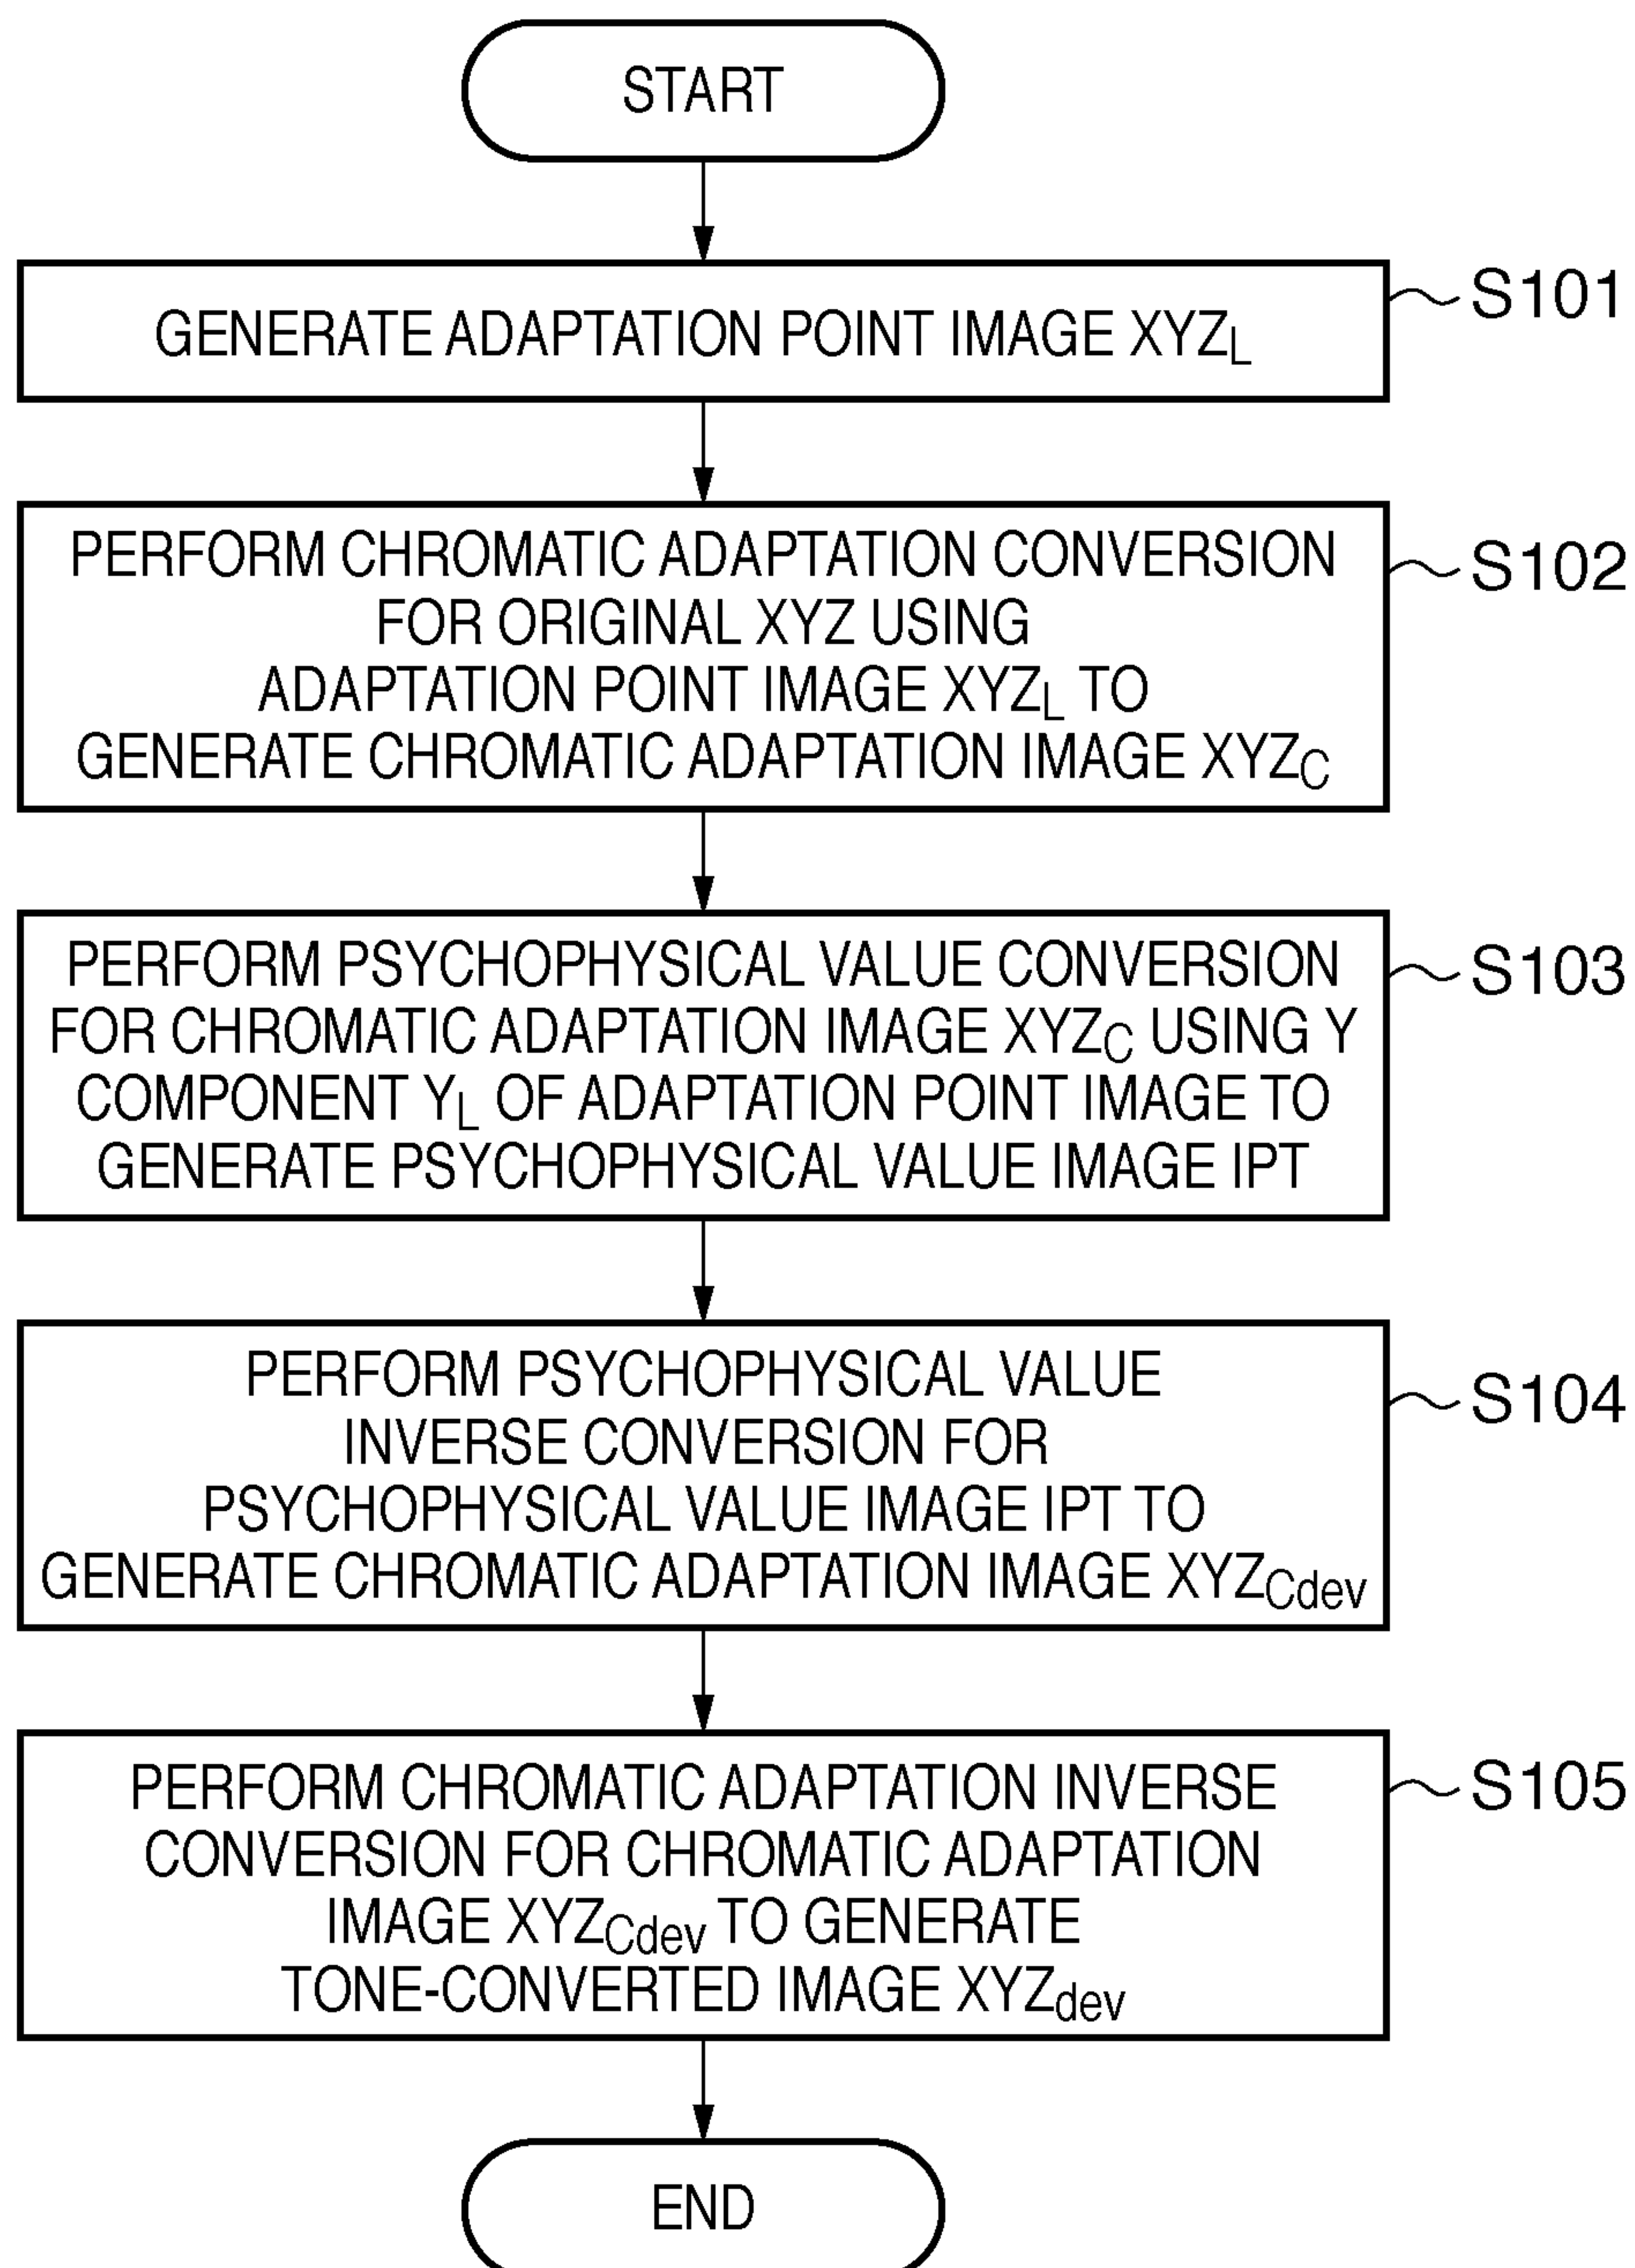 START
GENERATE ADAPTATION POINT IMAGE XYZL
S101
PERFORM CHROMATIC ADAPTATION CONVERSION
FOR ORIGINAL XYZ USING
ADAPTATION POINT IMAGE XYZL TO
GENERATE CHROMATIC ADAPTATION IMAGE XYZC
S102
PERFORM PSYCHOPHYSICAL VALUE CONVERSION
FOR CHROMATIC ADAPTATION IMAGE XYZC USING Y
COMPONENT YL OF ADAPTATION POINT IMAGE TO
GENERATE PSYCHOPHYSICAL VALUE IMAGE IPT
S103
PERFORM PSYCHOPHYSICAL VALUE
INVERSE CONVERSION FOR
PSYCHOPHYSICAL VALUE IMAGE IPT TO
GENERATE CHROMATIC ADAPTATION IMAGE XYZCdev
S104
PERFORM CHROMATIC ADAPTATION INVERSE
CONVERSION FOR CHROMATIC ADAPTATION
IMAGE XYZCdev TO GENERATE
TONE-CONVERTED IMAGE XYZdev
S105
END